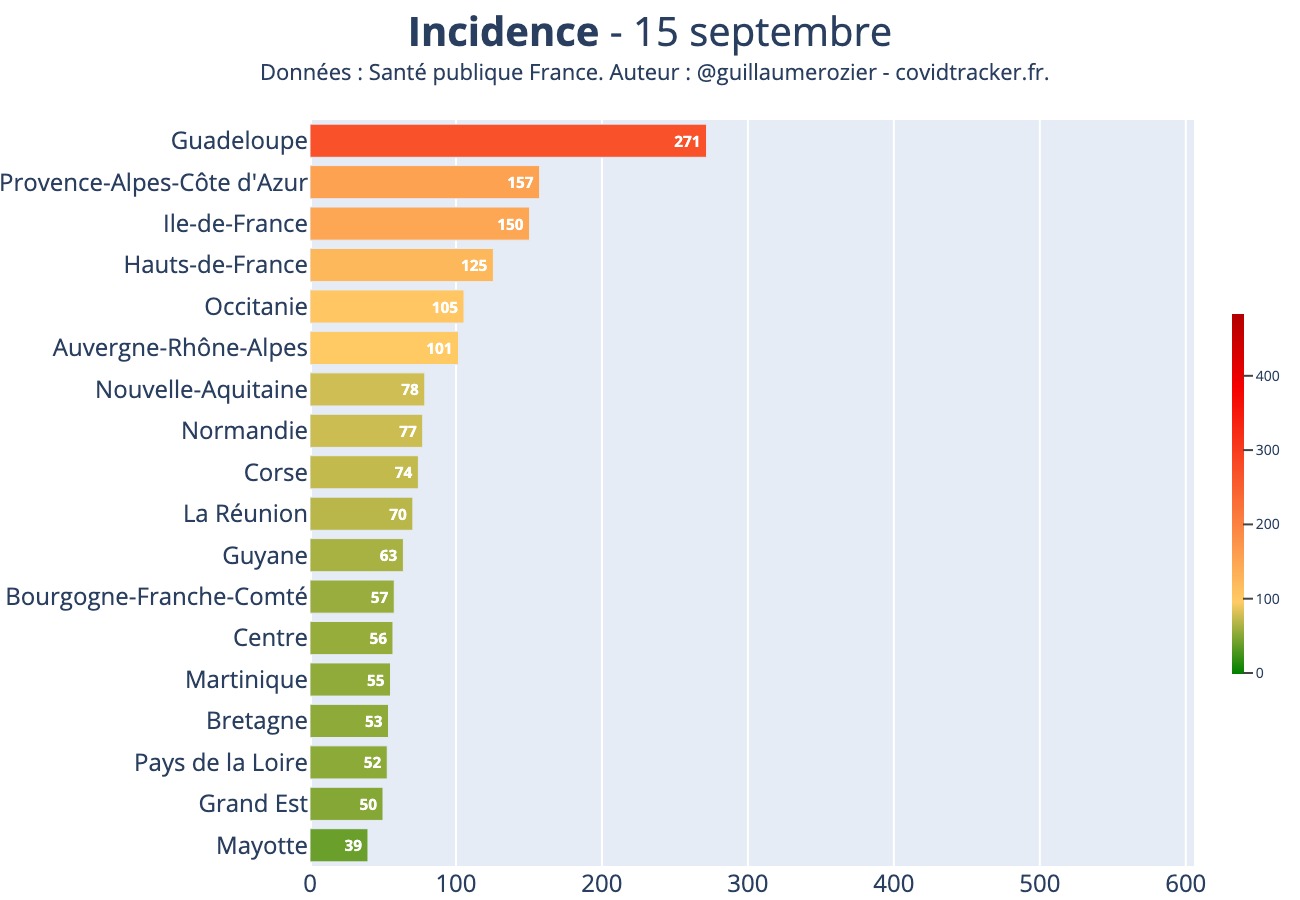 Incidence - 15 septembre
Données : Santé publique France. Auteur : @guillaumerozier - covidtracker.fr.
Guadeloupe 271
Provence-Alpes-Côte d'Azur 157
Ile-de-France 150
Hauts-de-France 125
Occitanie 105
Auvergne-Rhône-Alpes 101
Nouvelle-Aquitaine 78
Normandie 77
Corse 74
La Réunion 70
Guyane 63
Bourgogne-Franche-Comté 57
Centre 56
Martinique 55
Bretagne 53
Pays de la Loire 52
Grand Est 50
Mayotte 39
0 100 200 300 400 500 600
400
300
200
100
0